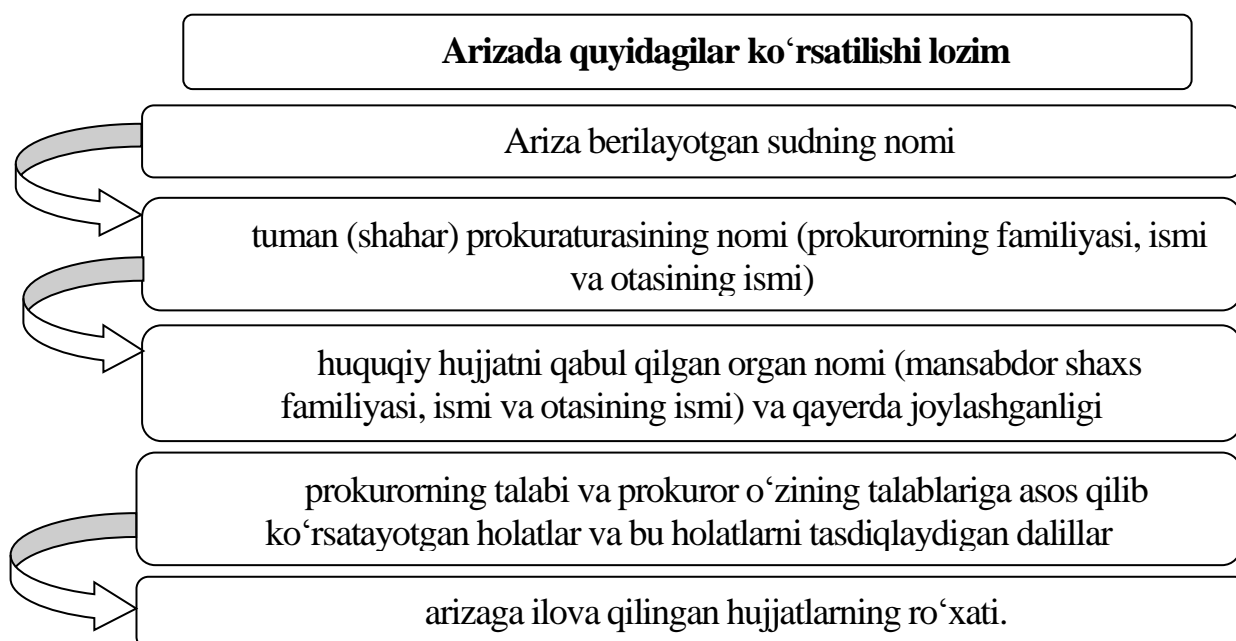 Arizada quyidagilar ko‘rsatilishi lozim
Ariza berilayotgan sudning nomi
tuman (shahar) prokuraturasining nomi (prokurorning familiyasi, ismi
va otasining ismi)
huquqiy hujjatni qabul qilgan organ nomi (mansabdor shaxs
familiyasi, ismi va otasining ismi) va qayerda joylashganligi
prokurorning talabi va prokuror o‘zining talablariga asos qilib
ko‘rsatayotgan holatlar va bu holatlarni tasdiqlaydigan dalillar
arizaga ilova qilingan hujjatlarning ro‘xati.